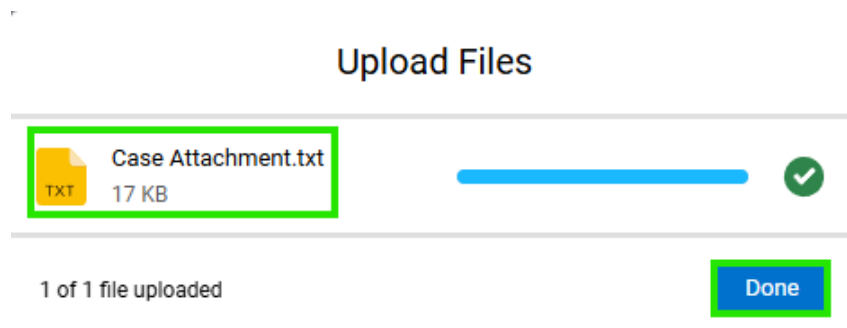 Upload Files
Case Attachment.txt
TXT
17 KB
1 of 1 file uploaded
Done